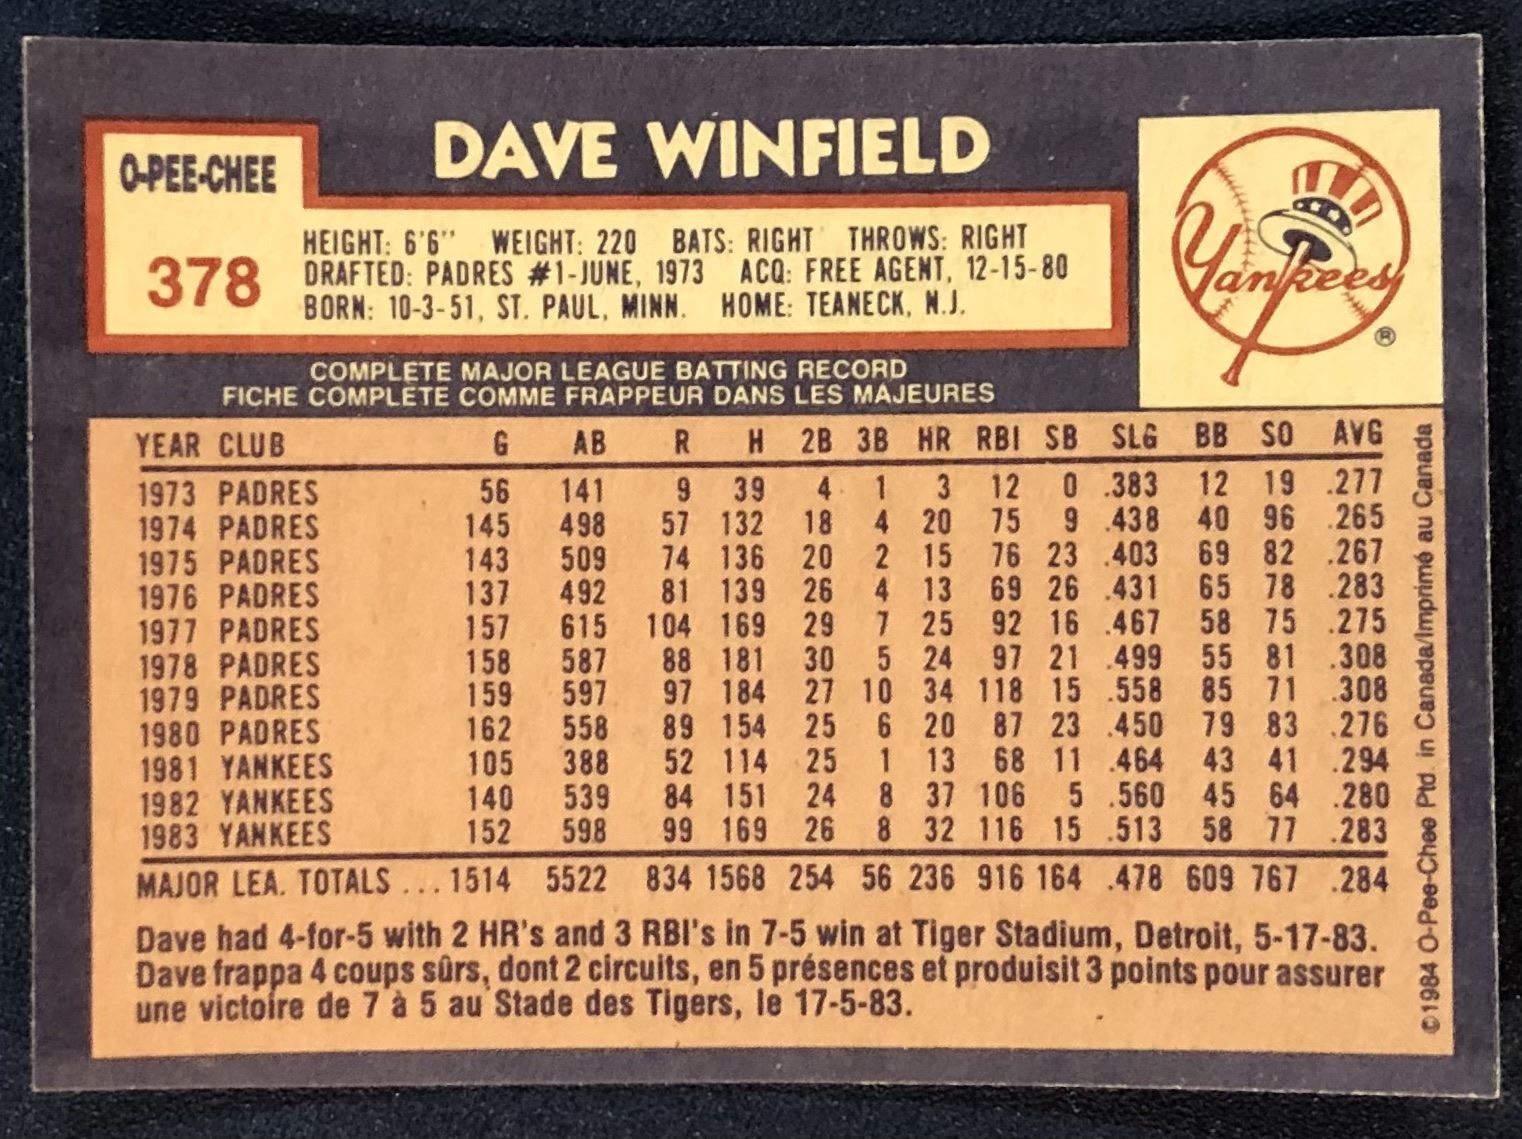 O-PEE-CHEE
378
DAVE WINFIELD
Yankees
®
HEIGHT: 6'6" WEIGHT: 220 BATS: RIGHT THROWS: RIGHT
DRAFTED: PADRES #1-JUNE, 1973 ACQ: FREE AGENT, 12-15-80
BORN: 10-3-51, ST. PAUL, MINN. HOME: TEANECK, N.J.
COMPLETE MAJOR LEAGUE BATTING RECORD
FICHE COMPLÈTE COMME FRAPPEUR DANS LES MAJEURES
YEAR CLUB G AB R H 2B 3B HR RBI SB SLG BB SO AVG
1973 PADRES 56 141 9 39 4 1 3 12 0 .383 12 19 .277
1974 PADRES 145 498 57 132 18 4 20 75 9 .438 40 96 .265
1975 PADRES 143 509 74 136 20 2 15 76 23 .403 69 82 .267
1976 PADRES 137 492 81 139 26 4 13 69 26 .431 65 78 .283
1977 PADRES 157 615 104 169 29 7 25 92 16 .467 58 75 .275
1978 PADRES 158 587 88 181 30 5 24 97 21 .499 55 81 .308
1979 PADRES 159 597 97 184 27 10 34 118 15 .558 85 71 .308
1980 PADRES 162 558 89 154 25 6 20 87 23 .450 79 83 .276
1981 YANKEES 105 388 52 114 25 1 13 68 11 .464 43 41 .294
1982 YANKEES 140 539 84 151 24 8 37 106 5 .560 45 64 .280
1983 YANKEES 152 598 99 169 26 8 32 116 15 .513 58 77 .283
MAJOR LEA. TOTALS ... 1514 5522 834 1568 254 56 236 916 164 .478 609 767 .284
Dave had 4-for-5 with 2 HR's and 3 RBI's in 7-5 win at Tiger Stadium, Detroit, 5-17-83.
Dave frappa 4 coups sûrs, dont 2 circuits, en 5 présences et produisit 3 points pour assurer
une victoire de 7 à 5 au Stade des Tigers, le 17-5-83.
©1984 O-Pee-Chee Ptd. in Canada/Imprimé au Canada